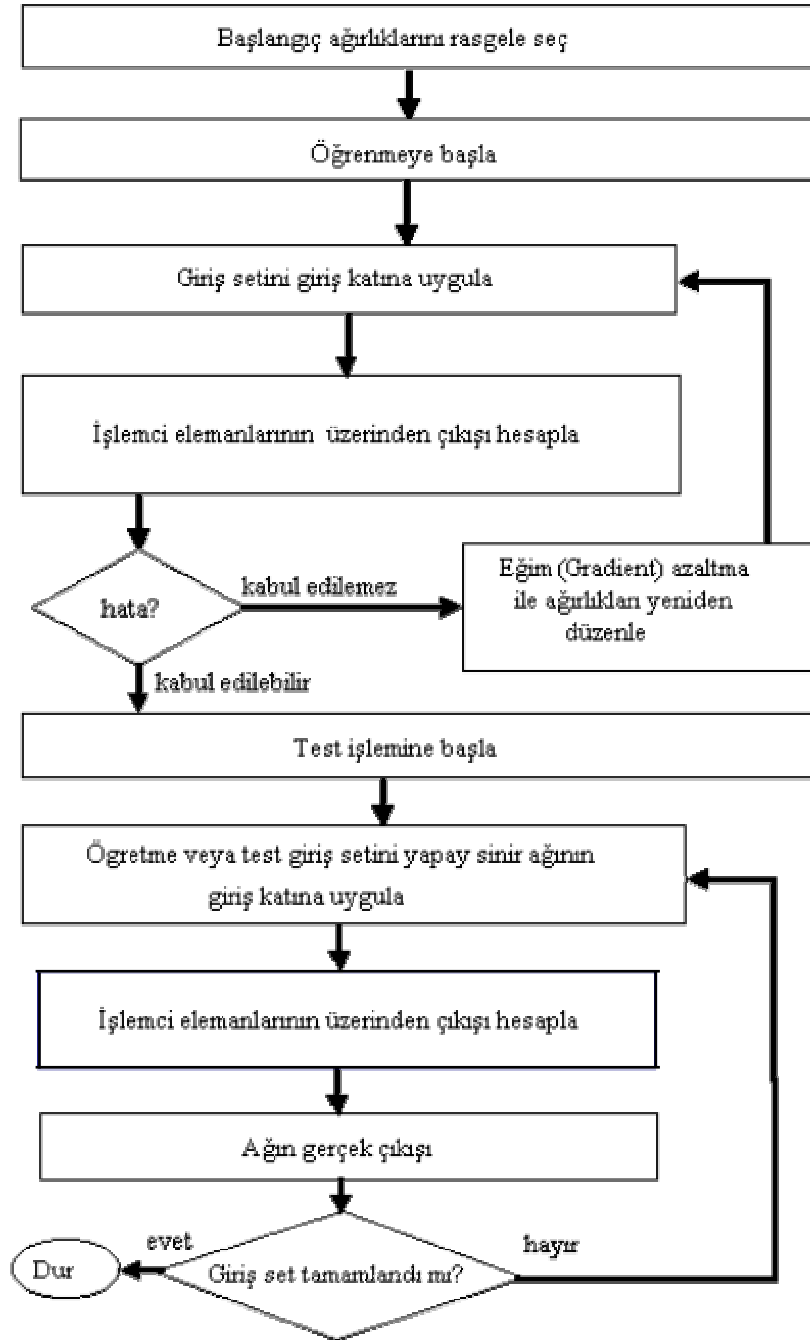 Başlangıç ağırlıklarını rasgele seç
Öğrenmeye başla
Giriş setini giriş katına uygula
İşlemci elemanlarının üzerinden çıkışı hesapla
hata?
kabul edilemez
Eğim (Gradient) azaltma
ile ağırlıkları yeniden
düzenle
kabul edilebilir
Test işlemine başla
Ögretme veya test giriş setini yapay sinir ağının
giriş katına uygula
İşlemci elemanlarının üzerinden çıkışı hesapla
Ağın gerçek çıkışı
evet
hayır
Dur
Giriş set tamamlandı mı?